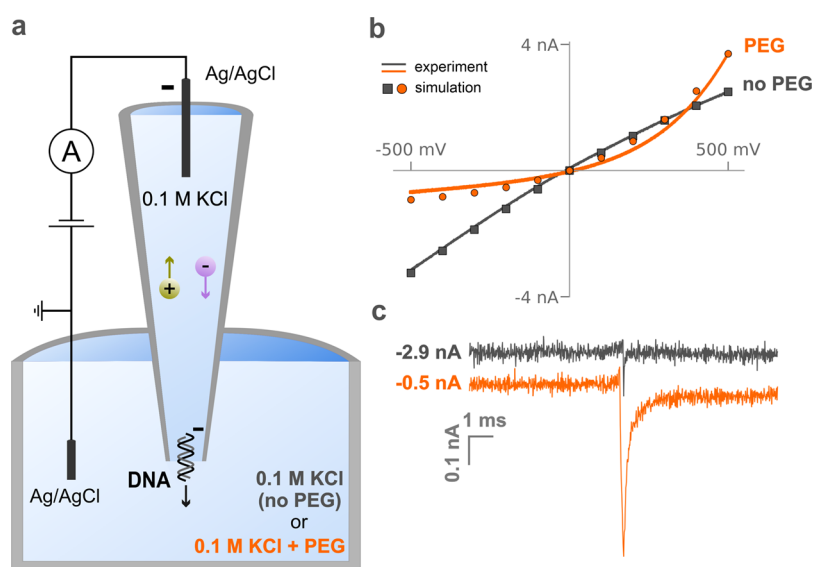 a
Ag/AgCl
-
A
0.1 M KCl
+
-
-
DNA
Ag/AgCl
0.1 M KCl
(no PEG)
or
0.1 M KCl + PEG
b
4 nA
PEG
experiment
simulation
no PEG
-500 mV
500 mV
-4 nA
c
-2.9 nA
-0.5 nA
1 ms
0.1 nA